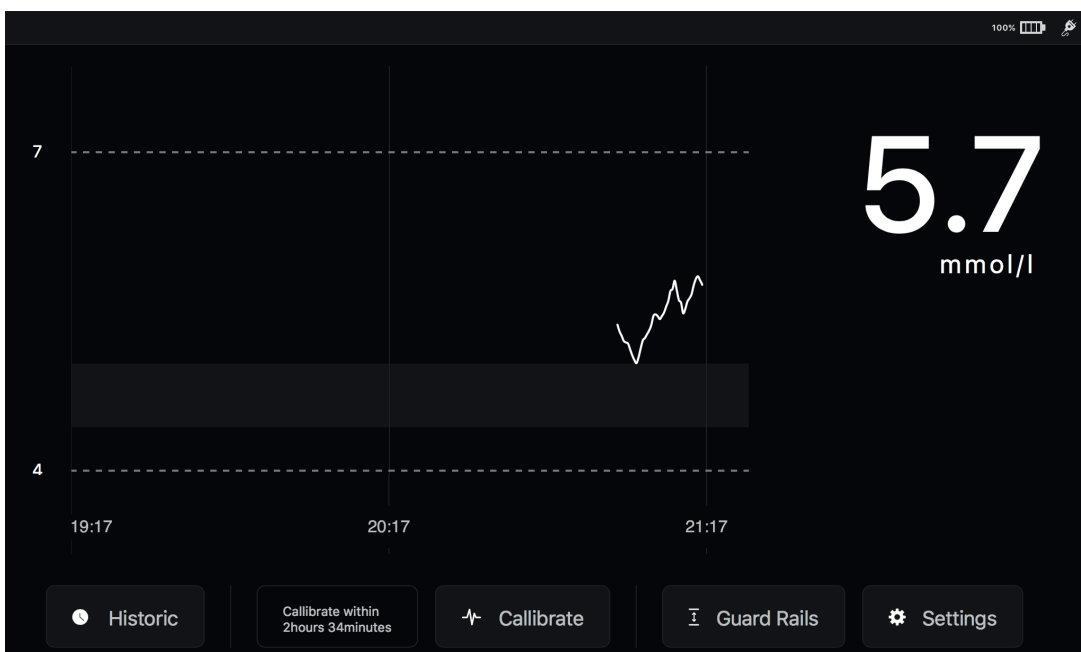 100%
7
5.7
mmol/l
4
19:17 20:17 21:17
Historic
Callibrate within
2hours 34minutes
Callibrate
Guard Rails
Settings